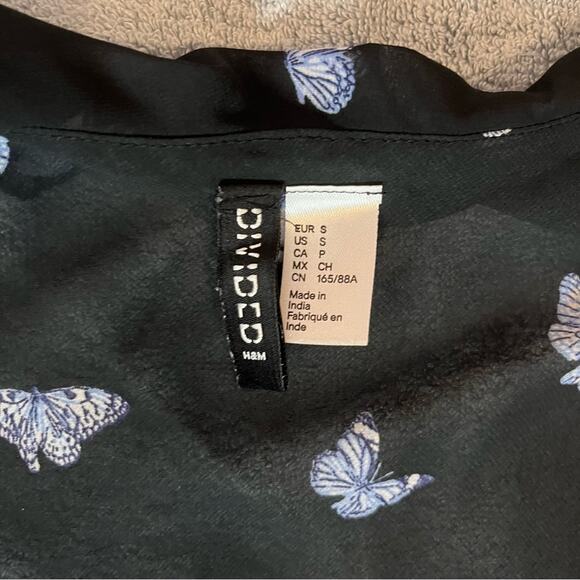 DIVIDED
H&M
EUR S
US S
CA P
MX CH
CN 165/88A
Made in
India
Fabriqué en
Inde